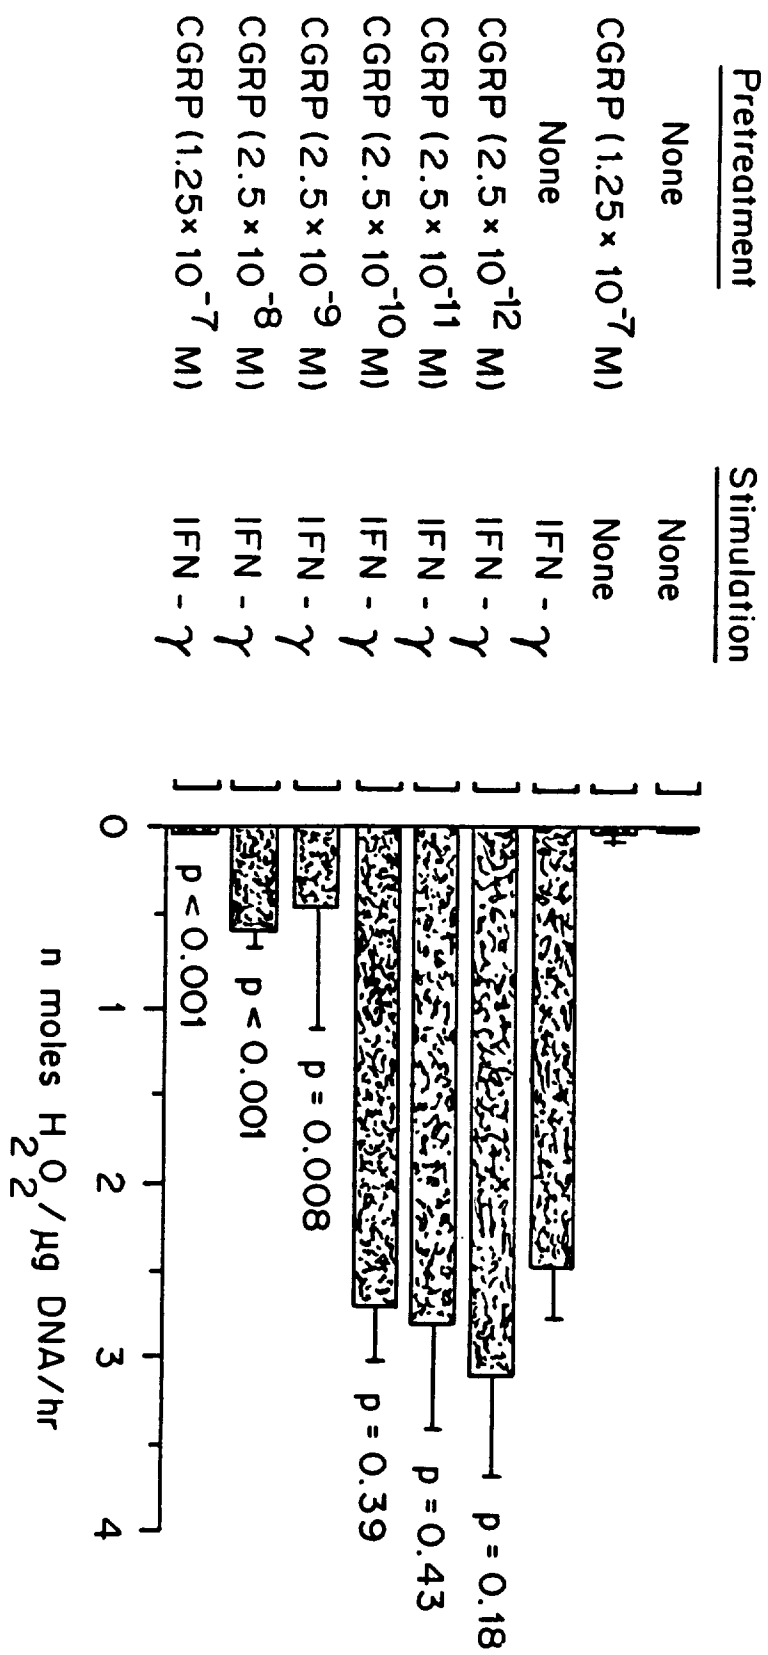 Pretreatment Stimulation
None None
CGRP (1.25 × 10⁻⁷ M) None
None IFN - γ
CGRP (2.5 × 10⁻¹² M) IFN - γ p = 0.18
CGRP (2.5 × 10⁻¹¹ M) IFN - γ p = 0.43
CGRP (2.5 × 10⁻¹⁰ M) IFN - γ p = 0.39
CGRP (2.5 × 10⁻⁹ M) IFN - γ p = 0.008
CGRP (2.5 × 10⁻⁸ M) IFN - γ p < 0.001
CGRP (1.25 × 10⁻⁷ M) IFN - γ p < 0.001
0 1 2 3 4
n moles H₂O₂/µg DNA/hr